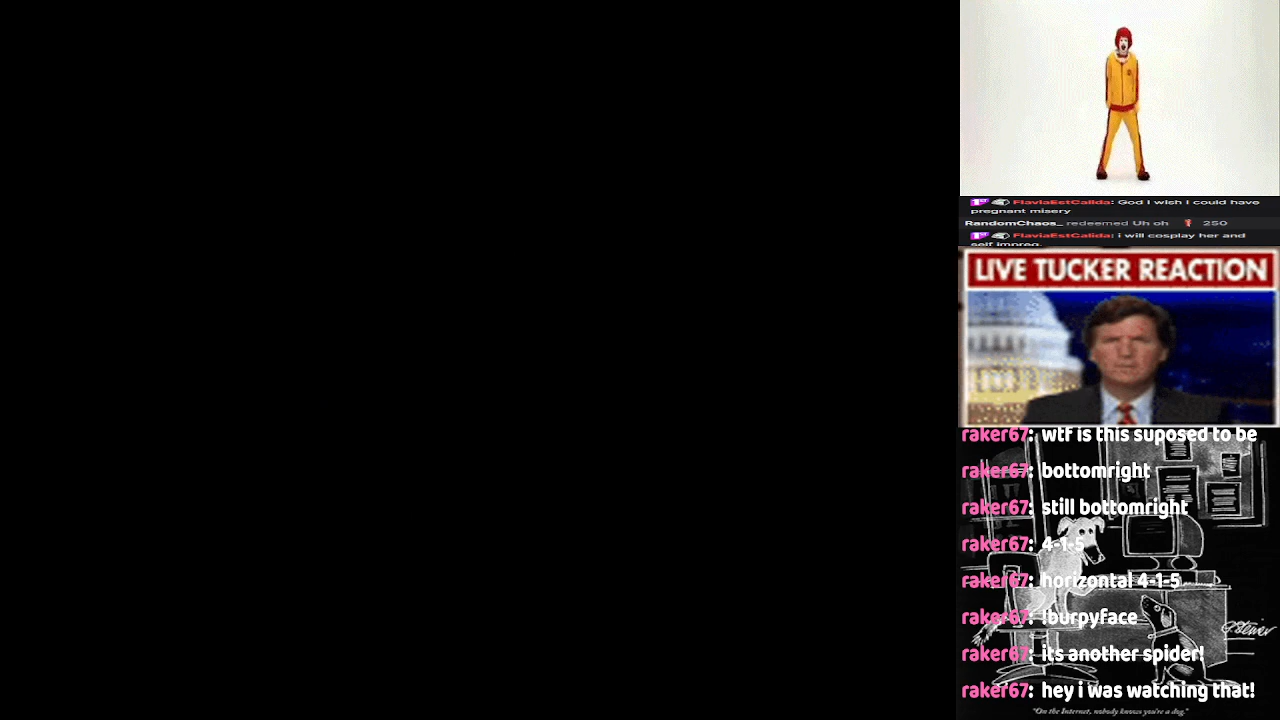 FlaviaEstCalida: God I wish I could have
pregnant misery
RandomChaos_ redeemed Uh oh 250
FlaviaEstCalida: i will cosplay her and
self impreg.
LIVE TUCKER REACTION
raker67: wtf is this suposed to be
raker67: bottomright
raker67: still bottomright
raker67: 4-1-5
raker67: horizontal 4-1-5
raker67: !burpyface
raker67: its another spider!
P. Steiner
raker67: hey i was watching that!
"On the Internet, nobody knows you're a dog."